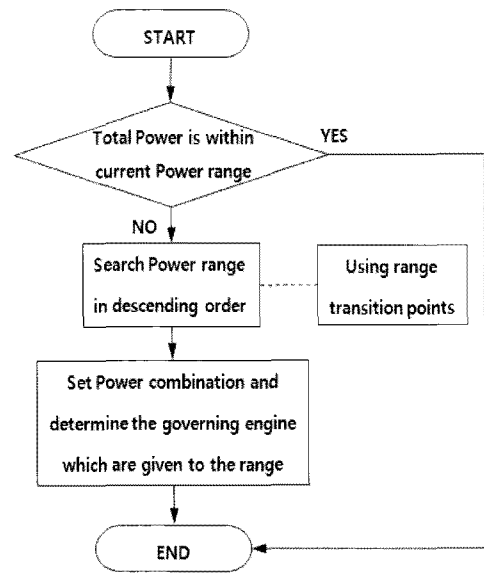 START
Total Power is within
current Power range
YES
NO
Search Power range
in descending order
Using range
transition points
Set Power combination and
determine the governing engine
which are given to the range
END